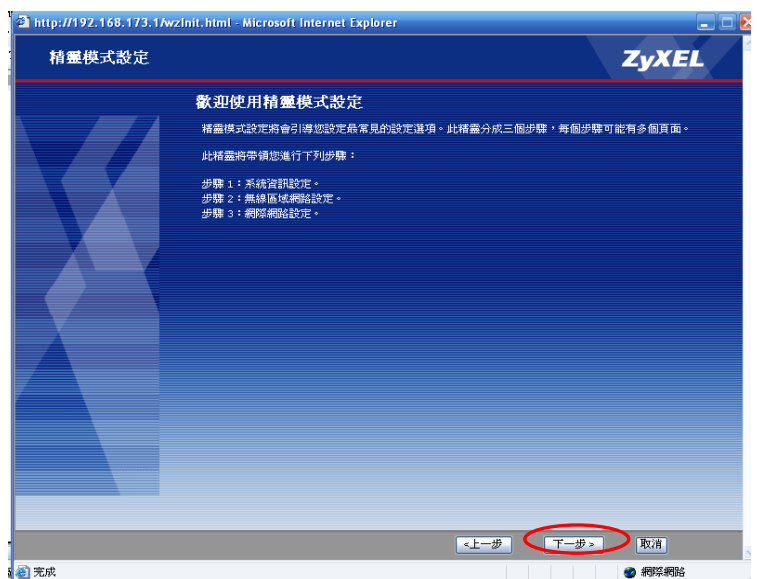 http://192.168.173.1/wzInit.html - Microsoft Internet Explorer
精靈模式設定
ZyXEL
歡迎使用精靈模式設定
精靈模式設定將會引導您設定最常見的設定選項。此精靈分成三個步驟，每個步驟可能有多個頁面。
此精靈將帶領您進行下列步驟：
步驟 1：系統資訊設定。
步驟 2：無線區域網路設定。
步驟 3：網際網路設定。
<上一步 下一步> 取消
完成 網際網路